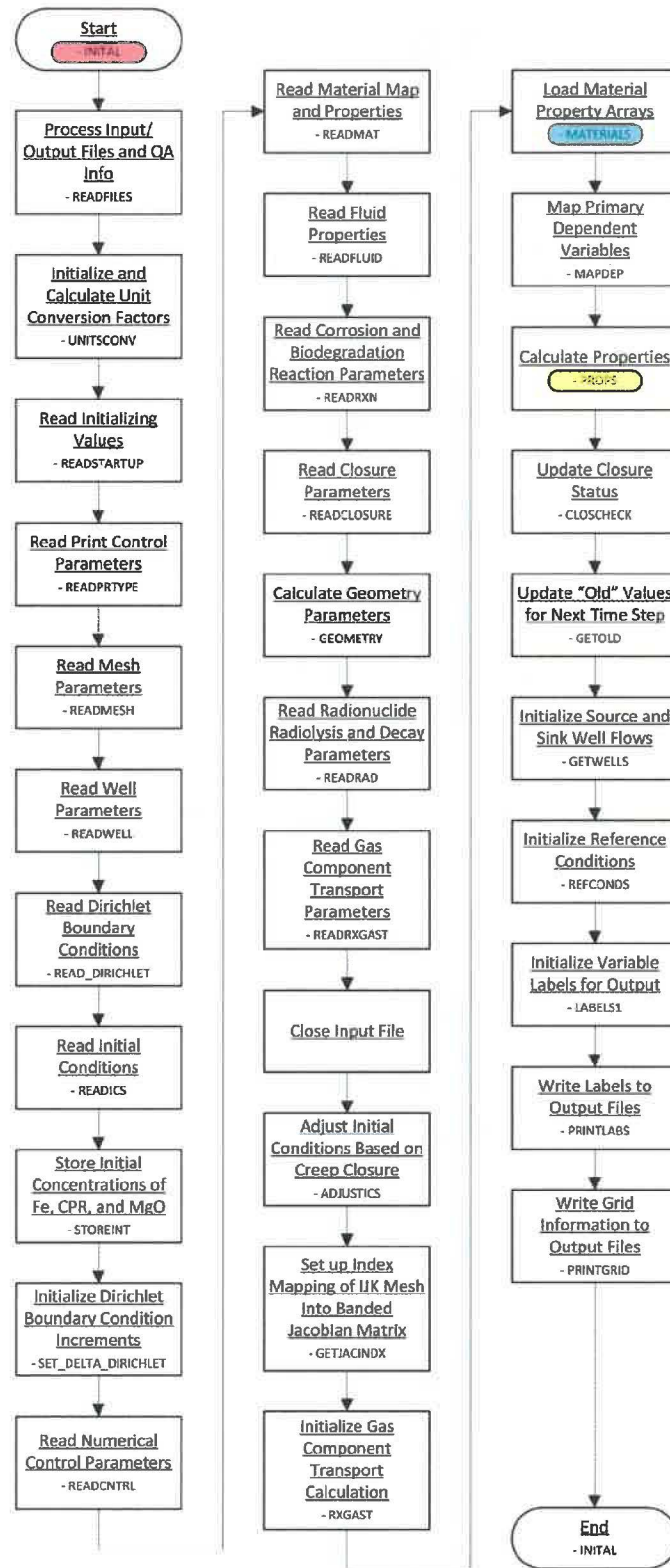 Start
- INITAL
Process Input/
Output Files and QA
Info
- READFILES
Initialize and
Calculate Unit
Conversion Factors
- UNITSCONV
Read Initializing
Values
- READSTARTUP
Read Print Control
Parameters
- READPRTYPE
Read Mesh
Parameters
- READMESH
Read Well
Parameters
- READWELL
Read Dirichlet
Boundary
Conditions
- READ_DIRICHLET
Read Initial
Conditions
- READICS
Store Initial
Concentrations of
Fe, CPR, and MgO
- STOREINT
Initialize Dirichlet
Boundary Condition
Increments
- SET_DELTA_DIRICHLET
Read Numerical
Control Parameters
- READCNTRL
Read Material Map
and Properties
- READMAT
Read Fluid
Properties
- READFLUID
Read Corrosion and
Biodegradation
Reaction Parameters
- READRXN
Read Closure
Parameters
- READCLOSURE
Calculate Geometry
Parameters
- GEOMETRY
Read Radionuclide
Radiolysis and Decay
Parameters
- READRAD
Read Gas
Component
Transport
Parameters
- READRXGAST
Close Input File
Adjust Initial
Conditions Based on
Creep Closure
- ADJUSTICS
Set up Index
Mapping of IJK Mesh
Into Banded
Jacobian Matrix
- GETJACINDX
Initialize Gas
Component
Transport
Calculation
- RXGAST
Load Material
Property Arrays
- MATERIALS
Map Primary
Dependent
Variables
- MAPDEP
Calculate Properties
- PROPS
Update Closure
Status
- CLOSCHECK
Update "Old" Values
for Next Time Step
- GETOLD
Initialize Source and
Sink Well Flows
- GETWELLS
Initialize Reference
Conditions
- REFCONDS
Initialize Variable
Labels for Output
- LABELS1
Write Labels to
Output Files
- PRINTLABS
Write Grid
Information to
Output Files
- PRINTGRID
End
- INITAL